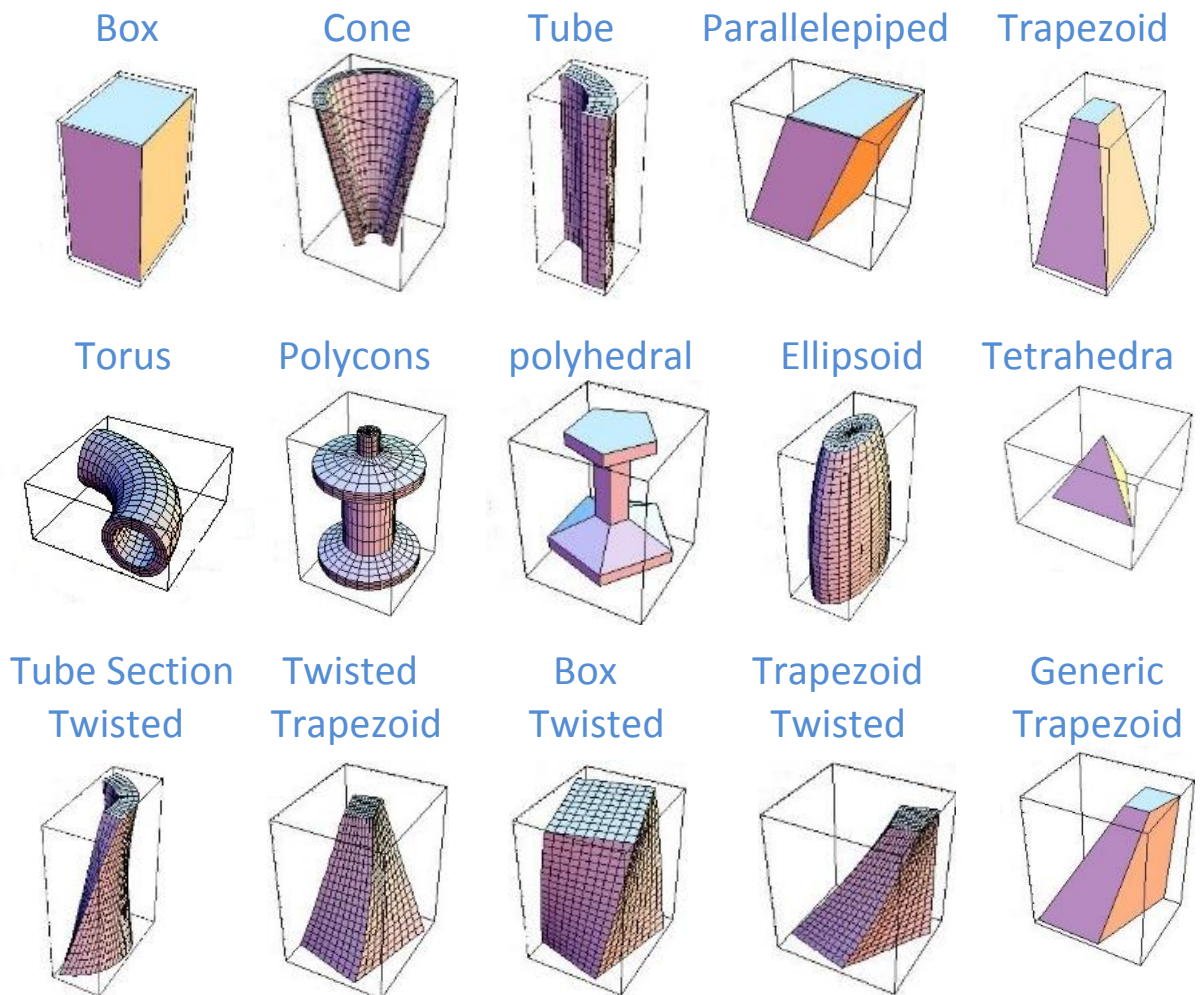 Box Cone Tube Parallelepiped Trapezoid
Torus Polycons polyhedral Ellipsoid Tetrahedra
Tube Section Twisted Box Trapezoid Generic
Twisted Trapezoid Twisted Twisted Trapezoid